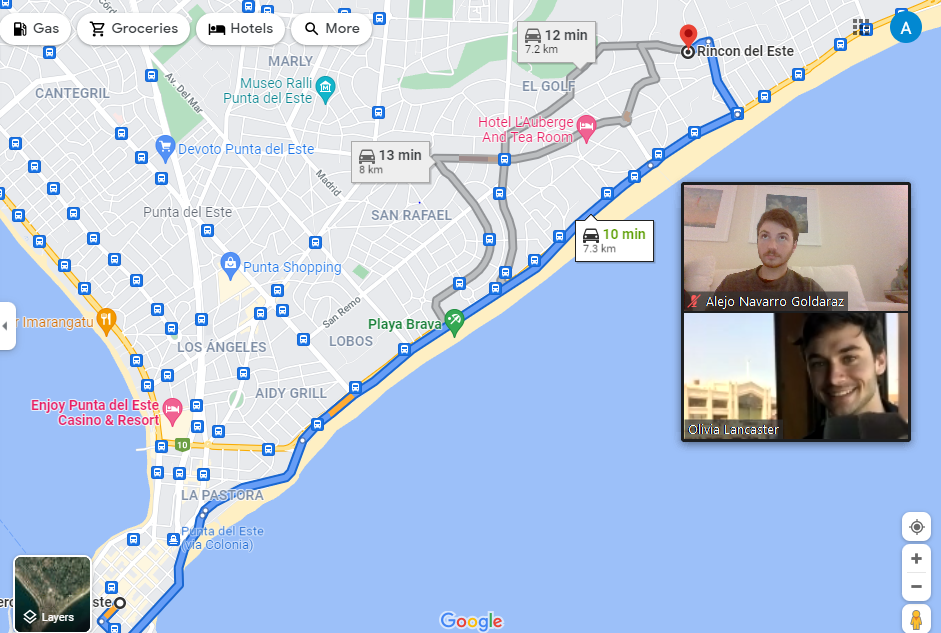 Gas
Groceries
Hotels
More
A
12 min
7.2 km
Rincon del Este
MARLY
Museo Ralli
Punta del Este
CANTEGRIL
Av. Del Mar
EL GOLF
Hotel L'Auberge
And Tea Room
Devoto Punta del Este
13 min
8 km
Madrid
Punta del Este
SAN RAFAEL
10 min
7.3 km
Punta Shopping
Alejo Navarro Goldaraz
San Remo
Imarangatu
Playa Brava
LOS ÁNGELES
LOBOS
AIDY GRILL
Enjoy Punta del Este
Casino & Resort
Olivia Lancaster
10
LA PASTORA
Punta del Este
(vía Colonia)
Layers
Google